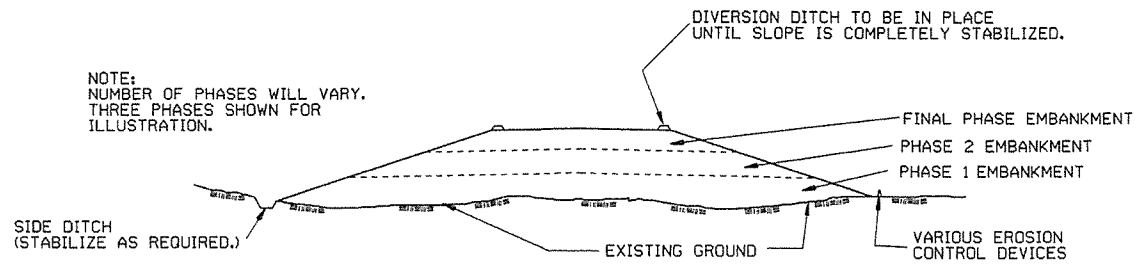 DIVERSION DITCH TO BE IN PLACE
UNTIL SLOPE IS COMPLETELY STABILIZED.
NOTE:
NUMBER OF PHASES WILL VARY.
THREE PHASES SHOWN FOR
ILLUSTRATION.
FINAL PHASE EMBANKMENT
PHASE 2 EMBANKMENT
PHASE 1 EMBANKMENT
SIDE DITCH
(STABILIZE AS REQUIRED.)
EXISTING GROUND
VARIOUS EROSION
CONTROL DEVICES